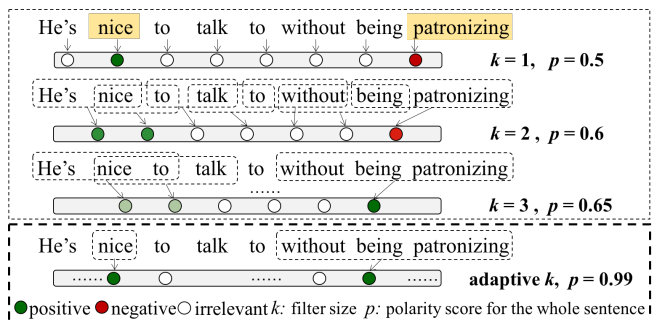 He's nice to talk to without being patronizing
k = 1, p = 0.5
He's nice to talk to without being patronizing
k = 2 , p = 0.6
He's nice to talk to without being patronizing
......
k = 3 , p = 0.65
He's nice to talk to without being patronizing
...... ...... ......
adaptive k, p = 0.99
positive negative irrelevant k: filter size p: polarity score for the whole sentence